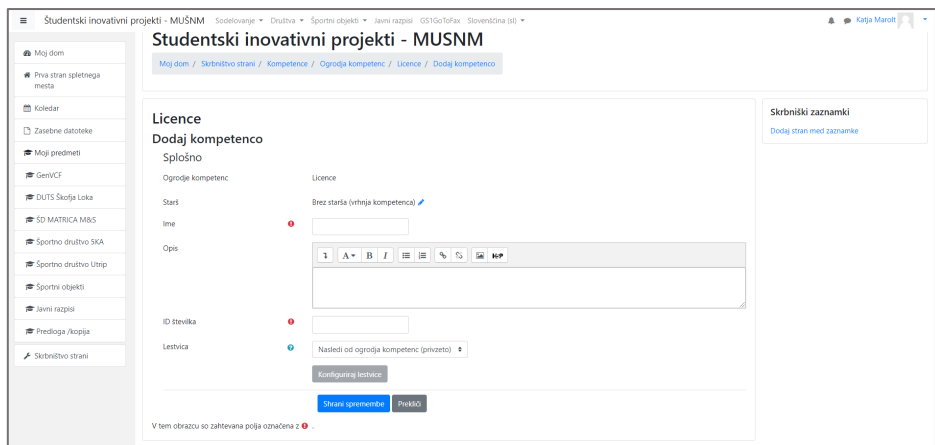 Študentski inovativni projekti - MUŠNM Sodelovanje Društva Športni objekti Javni razpisi GS1GoToFax Slovenščina (sl) Katja Marolt
Studentski inovativni projekti - MUSNM
Moj dom / Skrbništvo strani / Kompetence / Ogrodja kompetenc / Licence / Dodaj kompetenco
Moj dom
Prva stran spletnega
mesta
Koledar
Zasebne datoteke
Moji predmeti
GenVCF
DUTS Škofja Loka
ŠD MATRICA M&S
Športno društvo SKA
Športno društvo Utrip
Športni objekti
Javni razpisi
Predloga /kopija
Skrbništvo strani
Licence
Dodaj kompetenco
Splošno
Ogrodje kompetenc Licence
Starš Brez starša (vrhnja kompetenca)
Ime
Opis
A B I H-P
ID številka
Lestvica Nasledi od ogrodja kompetenc (privzeto)
Konfiguriraj lestvice
Shrani spremembe Prekliči
V tem obrazcu so zahtevana polja označena z .
Skrbniški zaznamki
Dodaj stran med zaznamke